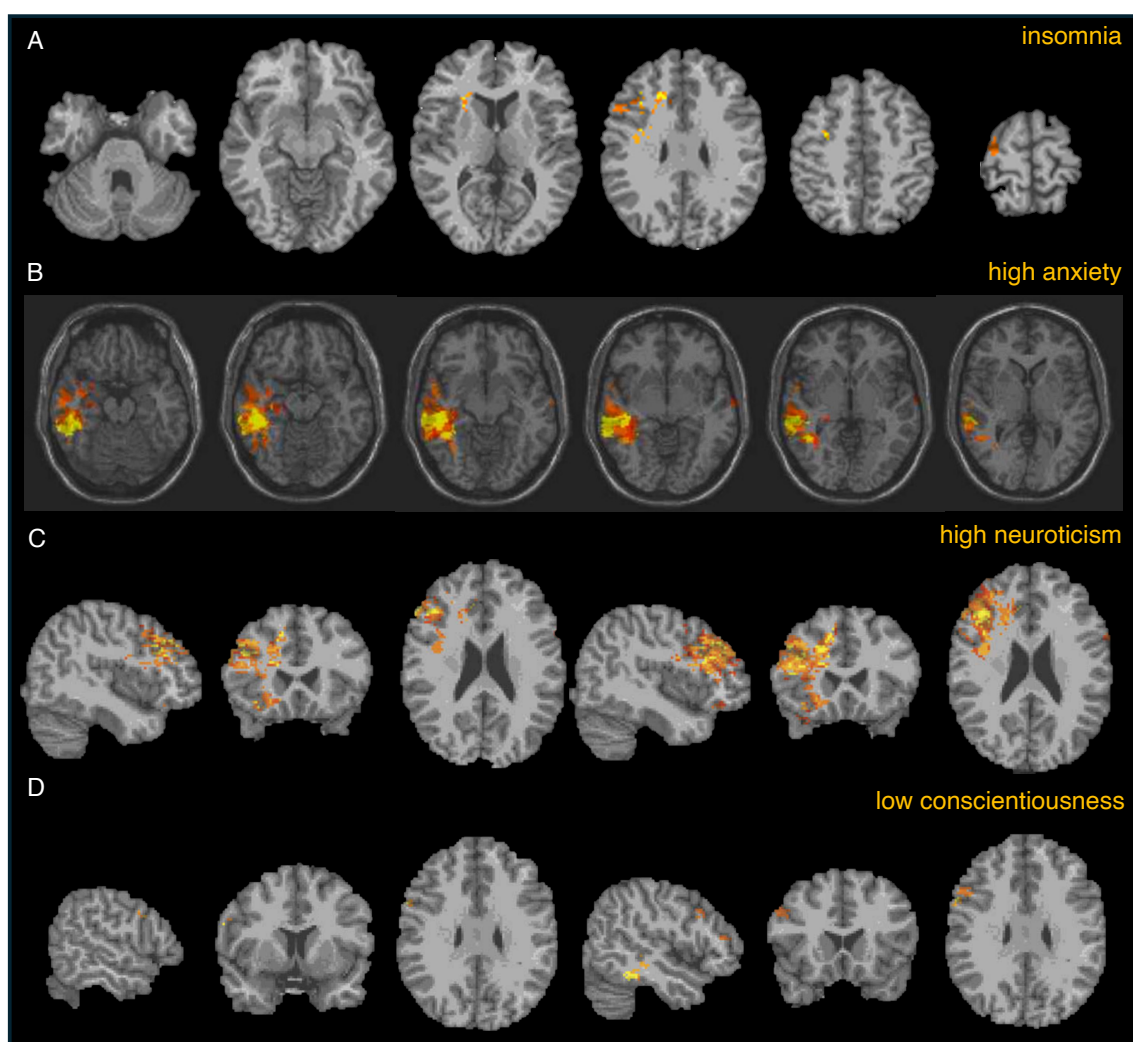 A
insomnia
B
high anxiety
C
high neuroticism
D
low conscientiousness